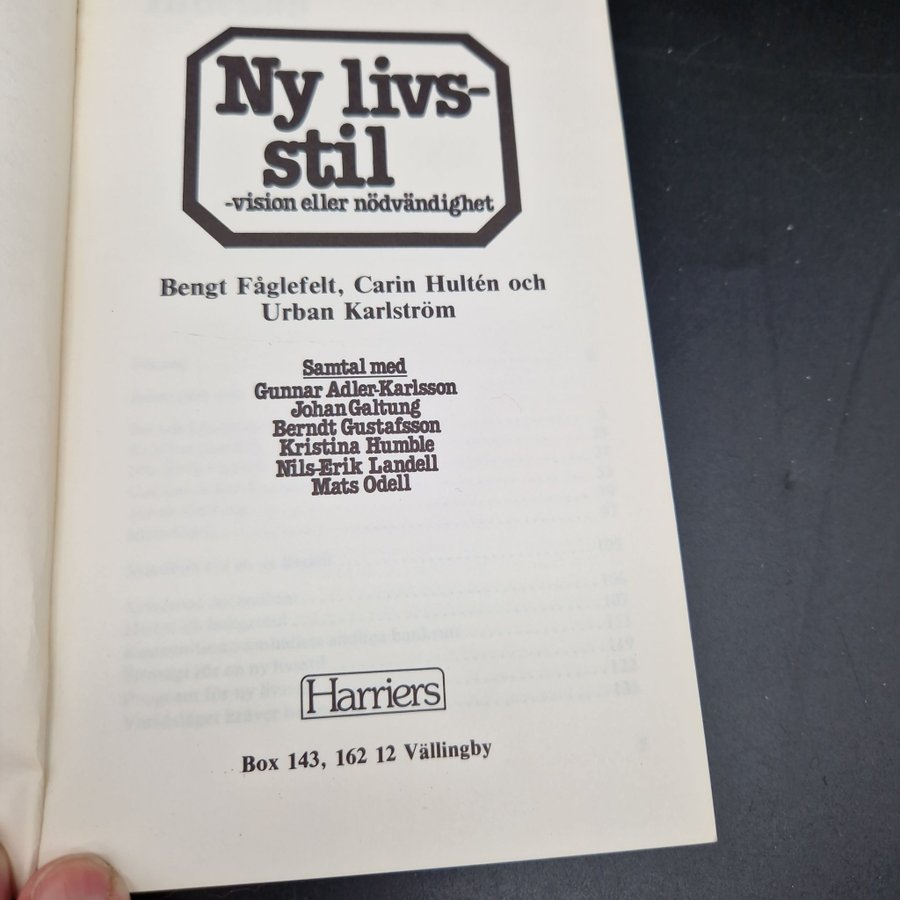 Ny livs-
stil
-vision eller nödvändighet
Bengt Fåglefelt, Carin Hultén och
Urban Karlström
Samtal med
Gunnar Adler-Karlsson
Johan Galtung
Berndt Gustafsson
Kristina Humble
Nils-Erik Landell
Mats Odell
Harriers
Box 143, 162 12 Vällingby